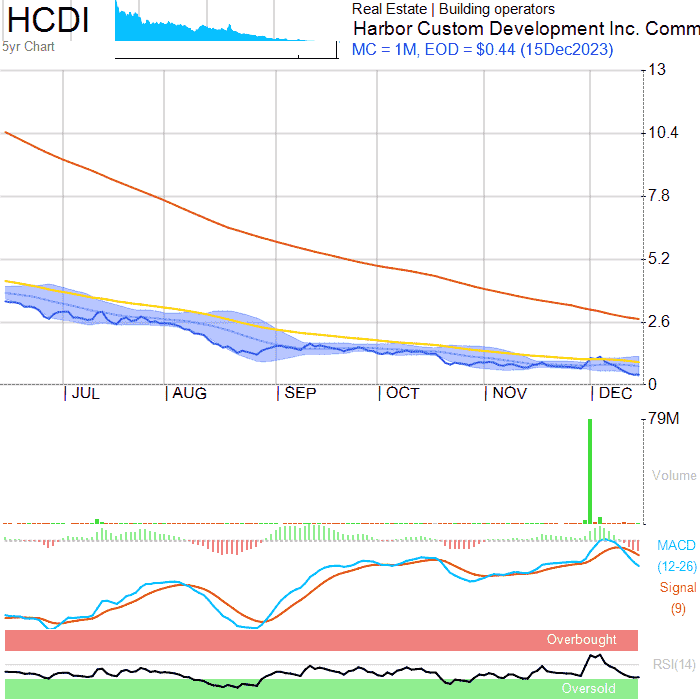 HCDI
5yr Chart
Real Estate | Building operators
Harbor Custom Development Inc. Comm
MC = 1M, EOD = $0.44 (15Dec2023)
13
10.4
7.8
5.2
2.6
0
| JUL | AUG | SEP | OCT | NOV | DEC
79M
Volume
MACD
(12-26)
Signal
(9)
Overbought
RSI(14)
Oversold